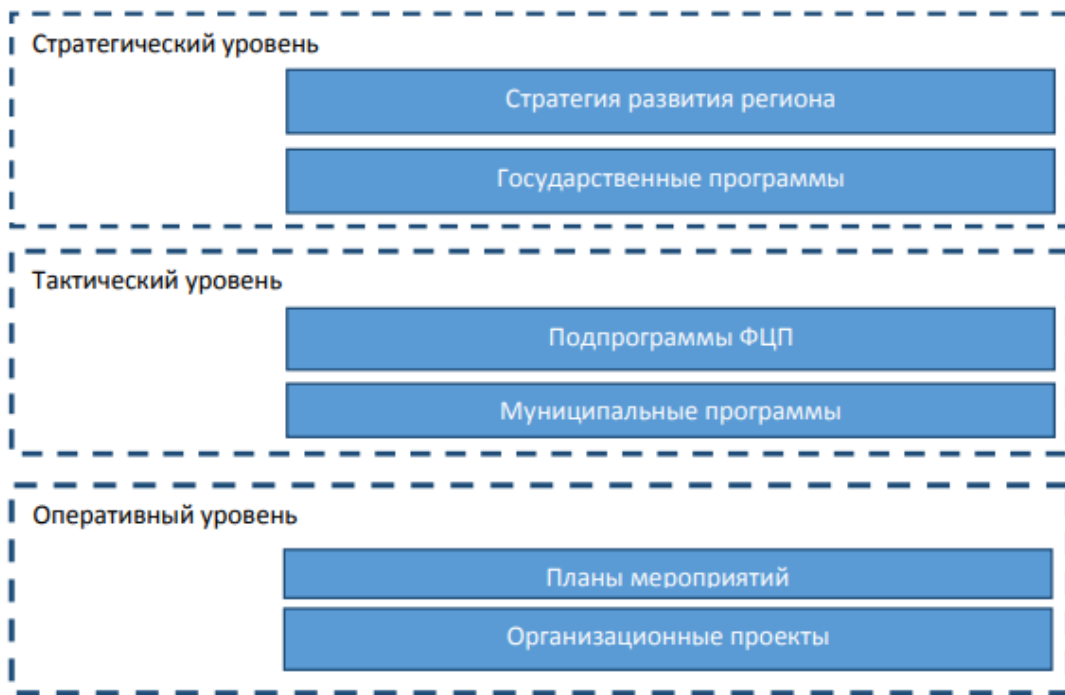 Стратегический уровень
Стратегия развития региона
Государственные программы
Тактический уровень
Подпрограммы ФЦП
Муниципальные программы
Оперативный уровень
Планы мероприятий
Организационные проекты